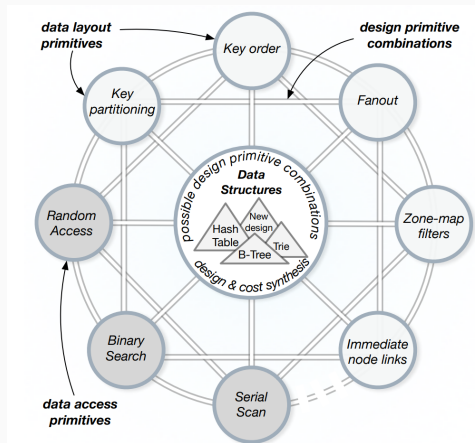 data layout
primitives
design primitive
combinations
Key order
Key
partitioning
Fanout
possible design primitive combinations
Data
Structures
New
design
Hash
Table
Trie
B-Tree
design & cost synthesis
Random
Access
Zone-map
filters
Binary
Search
Immediate
node links
Serial
Scan
data access
primitives